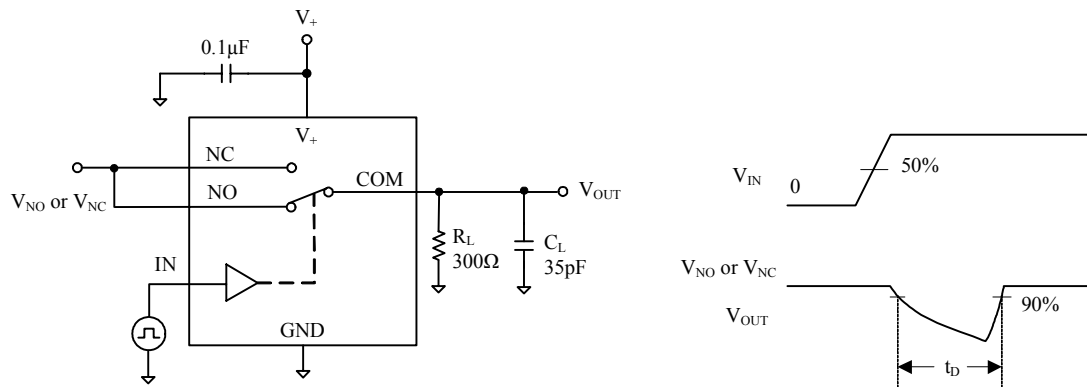 V+
0.1μF
V+
NC
NO
COM
VNO or VNC
VOUT
RL
300Ω
CL
35pF
IN
GND
VIN
0
50%
VNO or VNC
VOUT
90%
tD